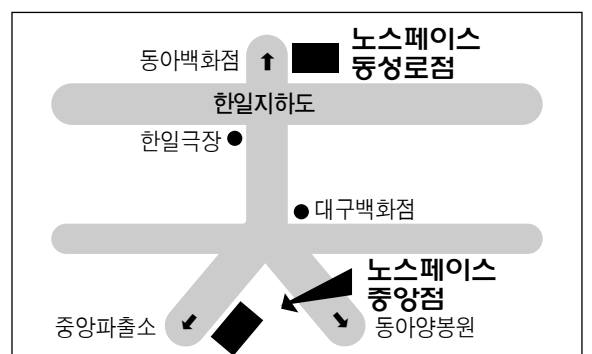 노스페이스
동아백화점
동성로점
한일지하도
한일극장
대구백화점
노스페이스
중앙점
중앙파출소
동아양봉원